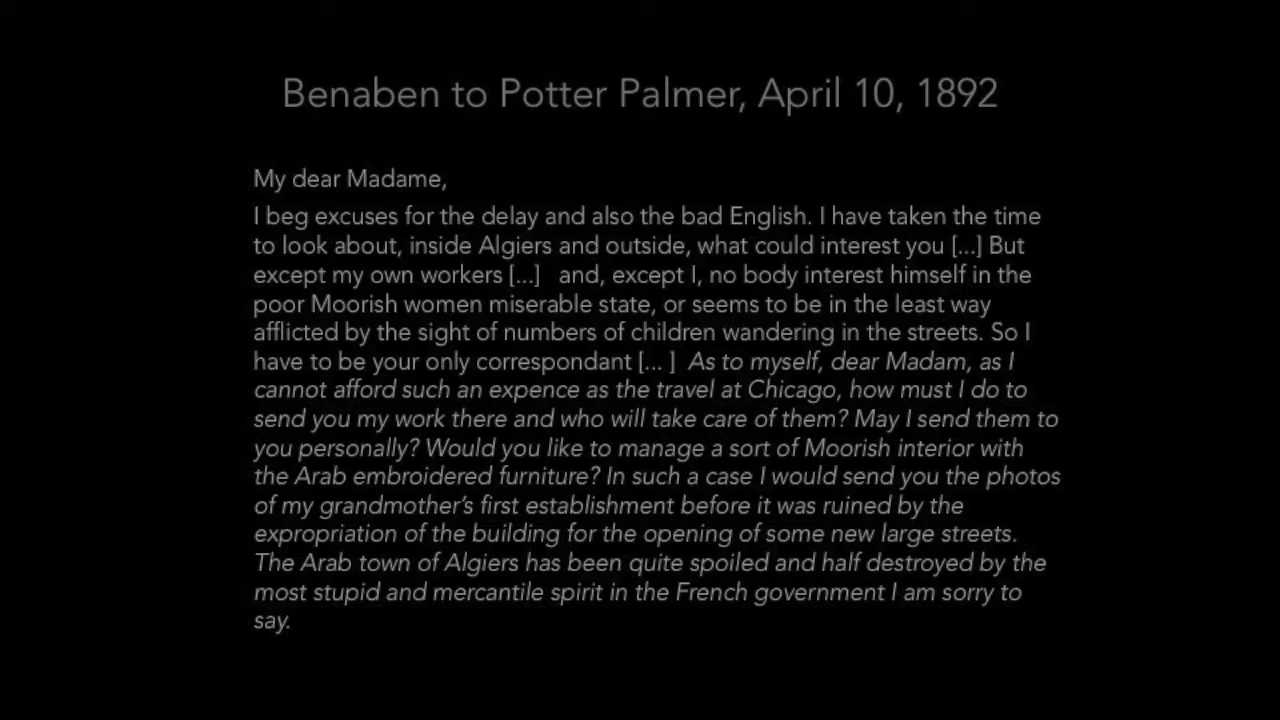 Benaben to Potter Palmer, April 10, 1892
My dear Madame,
I beg excuses for the delay and also the bad English. I have taken the time
to look about, inside Algiers and outside, what could interest you [...] But
except my own workers [...] and, except I, no body interest himself in the
poor Moorish women miserable state, or seems to be in the least way
afflicted by the sight of numbers of children wandering in the streets. So I
have to be your only correspondant [... ] As to myself, dear Madam, as I
cannot afford such an expence as the travel at Chicago, how must I do to
send you my work there and who will take care of them? May I send them to
you personally? Would you like to manage a sort of Moorish interior with
the Arab embroidered furniture? In such a case I would send you the photos
of my grandmother's first establishment before it was ruined by the
expropriation of the building for the opening of some new large streets.
The Arab town of Algiers has been quite spoiled and half destroyed by the
most stupid and mercantile spirit in the French government I am sorry to
say.